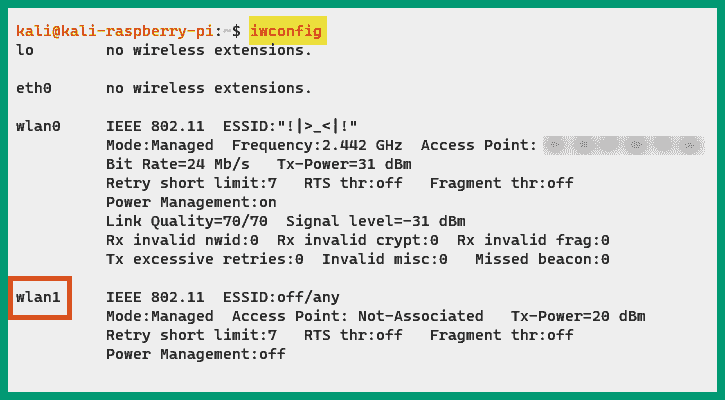 kali@kali-raspberry-pi:~$ iwconfig
lo        no wireless extensions.
eth0      no wireless extensions.
wlan0     IEEE 802.11  ESSID:"!|>_<|!"
Mode:Managed  Frequency:2.442 GHz  Access Point:
Bit Rate=24 Mb/s   Tx-Power=31 dBm
Retry short limit:7   RTS thr:off   Fragment thr:off
Power Management:on
Link Quality=70/70  Signal level=-31 dBm
Rx invalid nwid:0  Rx invalid crypt:0  Rx invalid frag:0
Tx excessive retries:0  Invalid misc:0   Missed beacon:0
wlan1     IEEE 802.11  ESSID:off/any
Mode:Managed  Access Point: Not-Associated   Tx-Power=20 dBm
Retry short limit:7   RTS thr:off   Fragment thr:off
Power Management:off